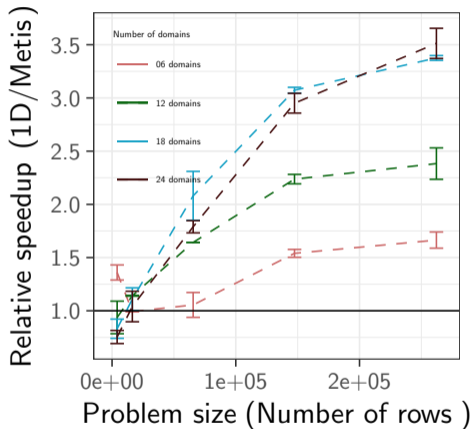 Relative speedup (1D/Metis)
3.5
3.0
2.5
2.0
1.5
1.0
Number of domains
06 domains
12 domains
18 domains
24 domains
0e+00 1e+05 2e+05
Problem size (Number of rows )